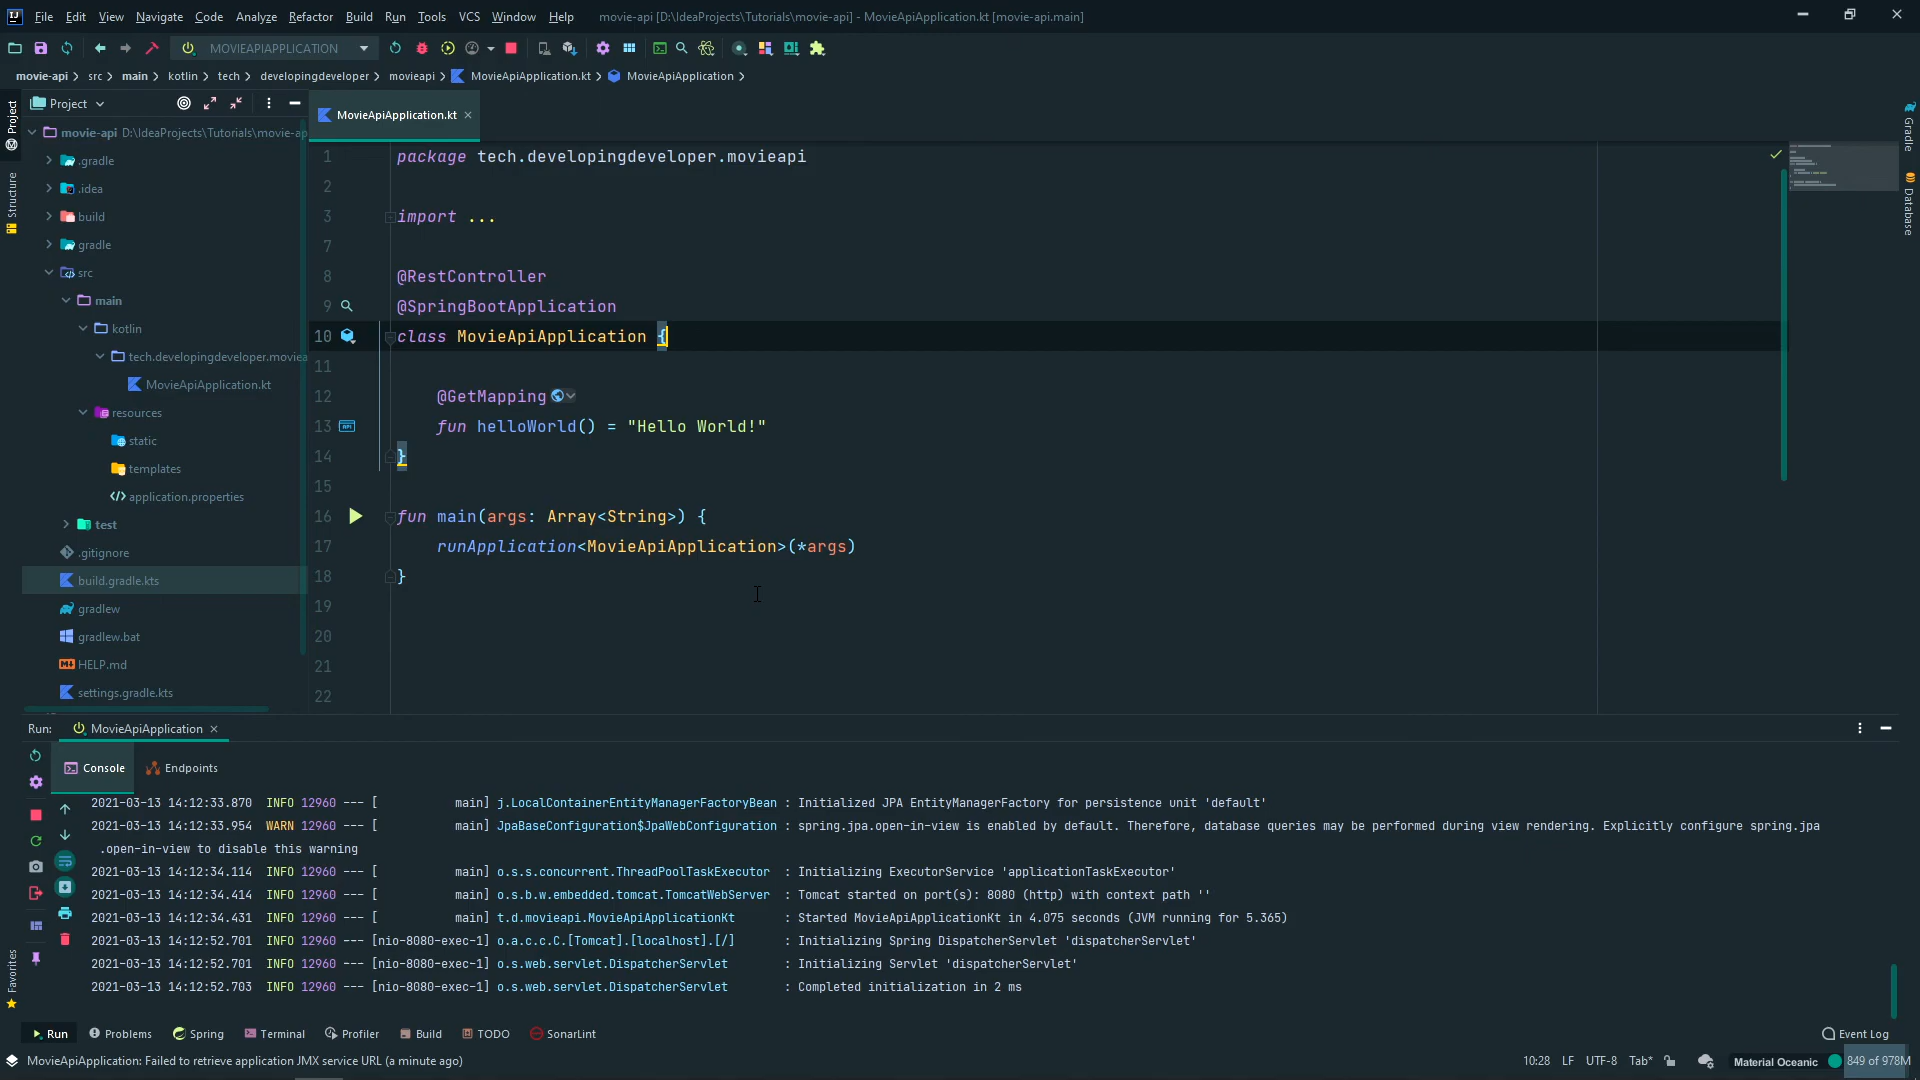 IJ File Edit View Navigate Code Analyze Refactor Build Run Tools VCS Window Help movie-api [D:\IdeaProjects\Tutorials\movie-api] - MovieApiApplication.kt [movie-api.main]
MOVIEAPIAPPLICATION
movie-api src main kotlin tech developingdeveloper movieapi MovieApiApplication.kt MovieApiApplication
Project
Structure
Favorites
Project
movie-api D:\IdeaProjects\Tutorials\movie-ap
.gradle
.idea
build
gradle
src
main
kotlin
tech.developingdeveloper.moviea
MovieApiApplication.kt
resources
static
templates
application.properties
test
.gitignore
build.gradle.kts
gradlew
gradlew.bat
HELP.md
settings.gradle.kts
MovieApiApplication.kt
1 package tech.developingdeveloper.movieapi
2
3 import ...
7
8 @RestController
9 @SpringBootApplication
10 class MovieApiApplication {
11
12 @GetMapping
13 fun helloWorld() = "Hello World!"
14 }
15
16 fun main(args: Array<String>) {
17 runApplication<MovieApiApplication>(*args)
18 }
19
20
21
22
Gradle
Database
Run: MovieApiApplication
Console Endpoints
2021-03-13 14:12:33.870 INFO 12960 --- [ main] j.LocalContainerEntityManagerFactoryBean : Initialized JPA EntityManagerFactory for persistence unit 'default'
2021-03-13 14:12:33.954 WARN 12960 --- [ main] JpaBaseConfiguration$JpaWebConfiguration : spring.jpa.open-in-view is enabled by default. Therefore, database queries may be performed during view rendering. Explicitly configure spring.jpa
.open-in-view to disable this warning
2021-03-13 14:12:34.114 INFO 12960 --- [ main] o.s.s.concurrent.ThreadPoolTaskExecutor : Initializing ExecutorService 'applicationTaskExecutor'
2021-03-13 14:12:34.414 INFO 12960 --- [ main] o.s.b.w.embedded.tomcat.TomcatWebServer : Tomcat started on port(s): 8080 (http) with context path ''
2021-03-13 14:12:34.431 INFO 12960 --- [ main] t.d.movieapi.MovieApiApplicationKt : Started MovieApiApplicationKt in 4.075 seconds (JVM running for 5.365)
2021-03-13 14:12:52.701 INFO 12960 --- [nio-8080-exec-1] o.a.c.c.C.[Tomcat].[localhost].[/] : Initializing Spring DispatcherServlet 'dispatcherServlet'
2021-03-13 14:12:52.701 INFO 12960 --- [nio-8080-exec-1] o.s.web.servlet.DispatcherServlet : Initializing Servlet 'dispatcherServlet'
2021-03-13 14:12:52.703 INFO 12960 --- [nio-8080-exec-1] o.s.web.servlet.DispatcherServlet : Completed initialization in 2 ms
Run Problems Spring Terminal Profiler Build TODO SonarLint Event Log
MovieApiApplication: Failed to retrieve application JMX service URL (a minute ago) 10:28 LF UTF-8 Tab* Material Oceanic 849 of 978M